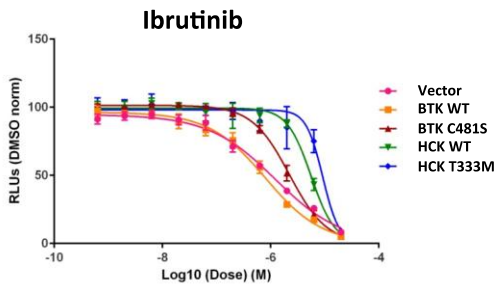 Ibrutinib
150
100
50
0
RLUs (DMSO norm)
-10
-8
-6
-4
Log10 (Dose) (M)
Vector
BTK WT
BTK C481S
HCK WT
HCK T333M